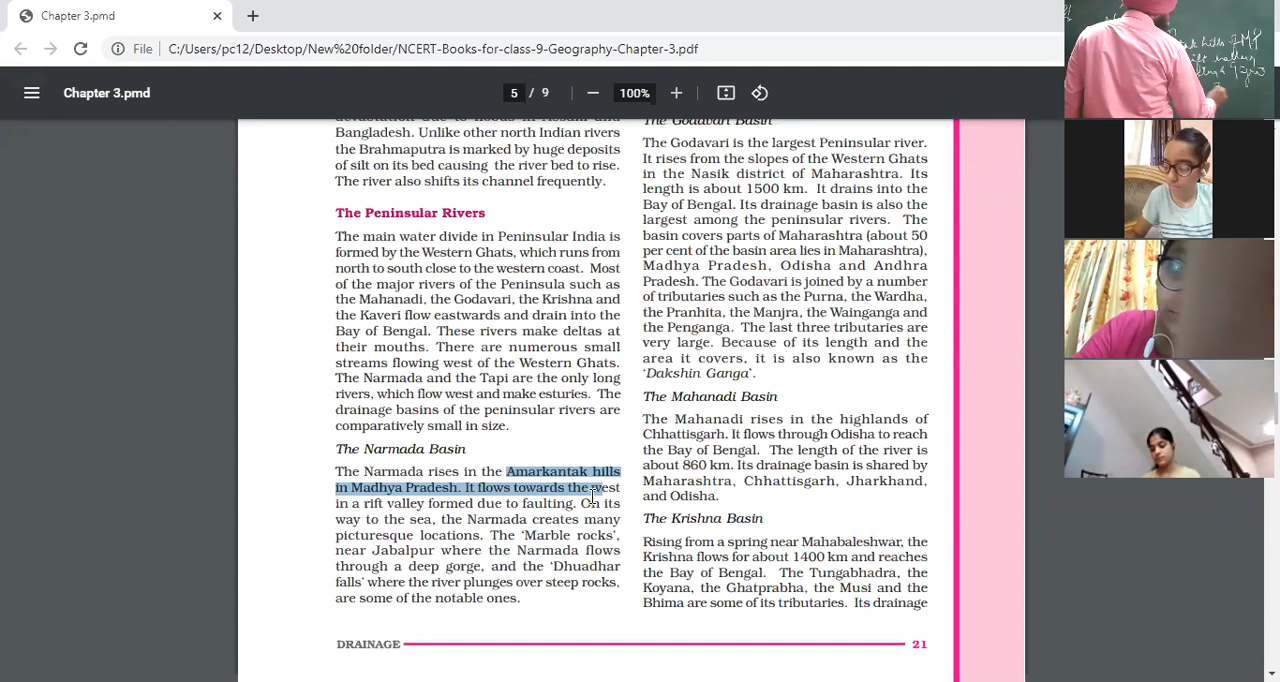 Chapter 3.pmd
File
C:/Users/pc12/Desktop/New%20folder/NCERT-Books-for-class-9-Geography-Chapter-3.pdf
Chapter 3.pmd
5 / 9
100%
Bangladesh. Unlike other north Indian rivers
the Brahmaputra is marked by huge deposits
of silt on its bed causing the river bed to rise.
The river also shifts its channel frequently.
The Peninsular Rivers
The main water divide in Peninsular India is
formed by the Western Ghats, which runs from
north to south close to the western coast. Most
of the major rivers of the Peninsula such as
the Mahanadi, the Godavari, the Krishna and
the Kaveri flow eastwards and drain into the
Bay of Bengal. These rivers make deltas at
their mouths. There are numerous small
streams flowing west of the Western Ghats.
The Narmada and the Tapi are the only long
rivers, which flow west and make esturies. The
drainage basins of the peninsular rivers are
comparatively small in size.
The Narmada Basin
The Narmada rises in the Amarkantak hills
in Madhya Pradesh. It flows towards the west
in a rift valley formed due to faulting. On its
way to the sea, the Narmada creates many
picturesque locations. The ‘Marble rocks’,
near Jabalpur where the Narmada flows
through a deep gorge, and the ‘Dhuadhar
falls’ where the river plunges over steep rocks,
are some of the notable ones.
The Godavari Basin
The Godavari is the largest Peninsular river.
It rises from the slopes of the Western Ghats
in the Nasik district of Maharashtra. Its
length is about 1500 km. It drains into the
Bay of Bengal. Its drainage basin is also the
largest among the peninsular rivers. The
basin covers parts of Maharashtra (about 50
per cent of the basin area lies in Maharashtra),
Madhya Pradesh, Odisha and Andhra
Pradesh. The Godavari is joined by a number
of tributaries such as the Purna, the Wardha,
the Pranhita, the Manjra, the Wainganga and
the Penganga. The last three tributaries are
very large. Because of its length and the
area it covers, it is also known as the
‘Dakshin Ganga’.
The Mahanadi Basin
The Mahanadi rises in the highlands of
Chhattisgarh. It flows through Odisha to reach
the Bay of Bengal. The length of the river is
about 860 km. Its drainage basin is shared by
Maharashtra, Chhattisgarh, Jharkhand,
and Odisha.
The Krishna Basin
Rising from a spring near Mahabaleshwar, the
Krishna flows for about 1400 km and reaches
the Bay of Bengal. The Tungabhadra, the
Koyana, the Ghatprabha, the Musi and the
Bhima are some of its tributaries. Its drainage
DRAINAGE
21
hills of MP
valley